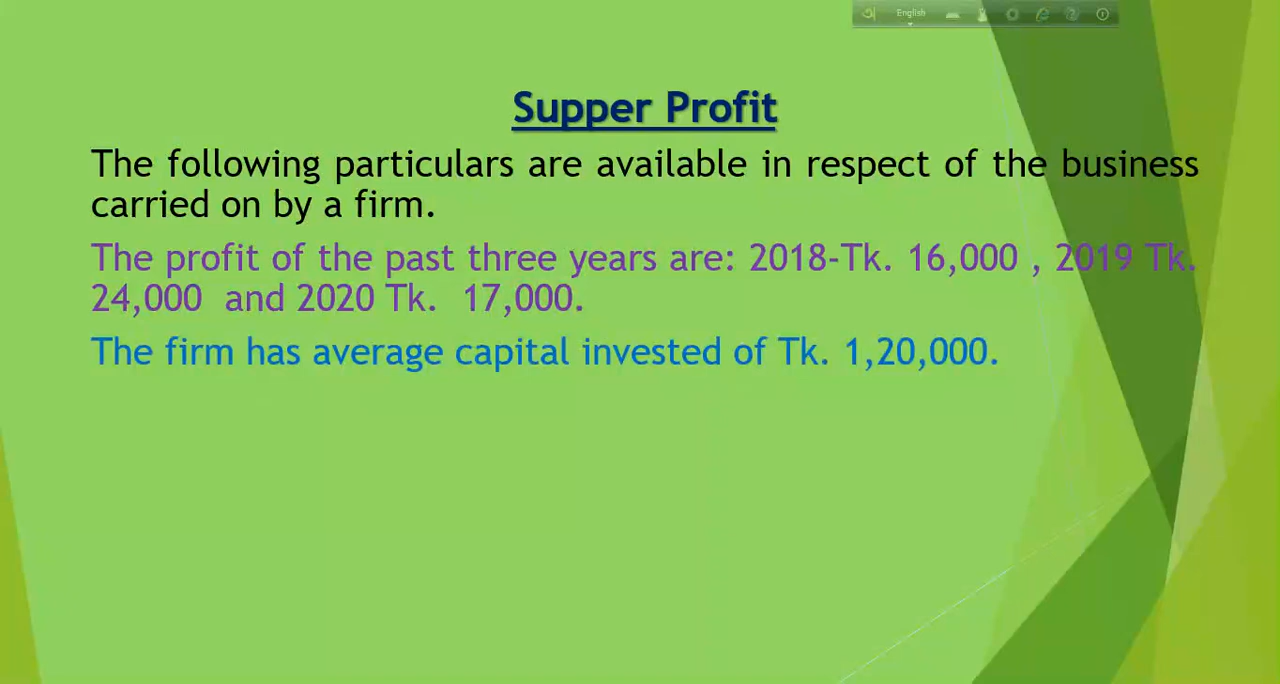 English
Supper Profit
The following particulars are available in respect of the business
carried on by a firm.
The profit of the past three years are: 2018-Tk. 16,000 , 2019 Tk.
24,000 and 2020 Tk. 17,000.
The firm has average capital invested of Tk. 1,20,000.